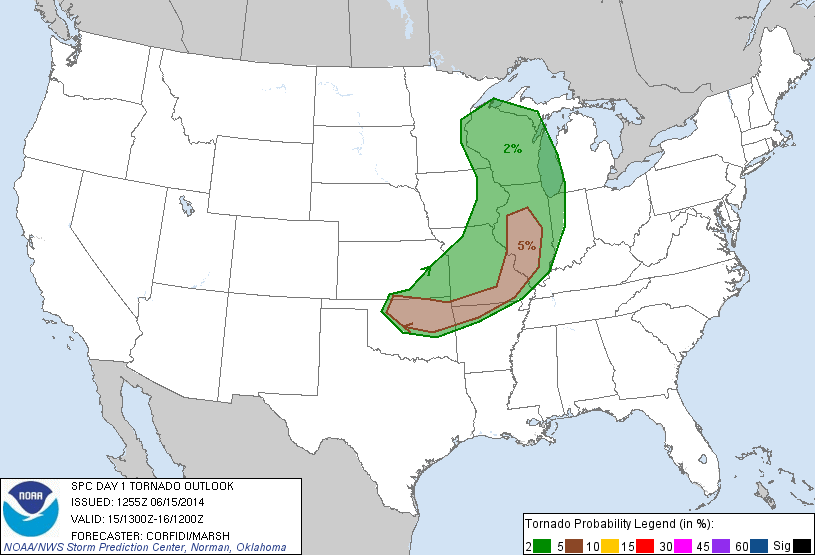 2%
5%
NOAA
SPC DAY 1 TORNADO OUTLOOK
ISSUED: 1255Z 06/15/2014
VALID: 15/1300Z-16/1200Z
FORECASTER: CORFIDI/MARSH
NOAA/NWS Storm Prediction Center, Norman, Oklahoma
Tornado Probability Legend (in %):
2 5 10 15 30 45 60 Sig